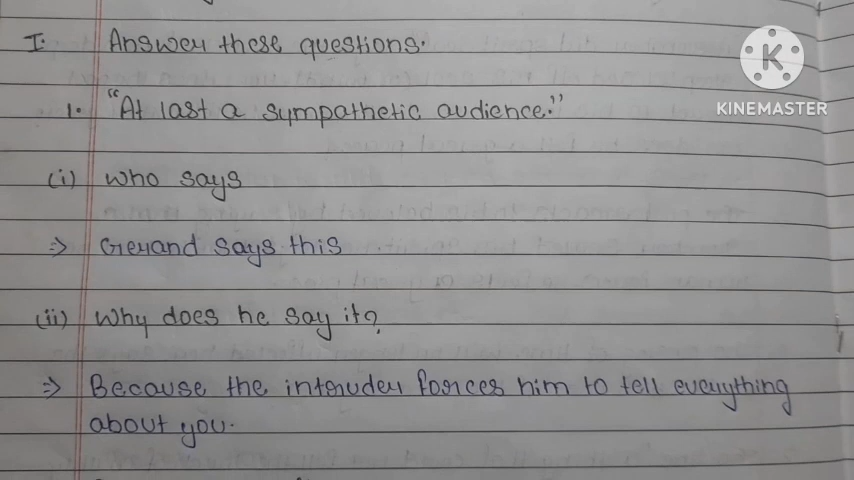 I. Answer these questions.
1. "At last a sympathetic audience."
(i) Who says
⇒ Gerand says this
(ii) Why does he say it?
⇒ Because the intruder forces him to tell everything
about you.
K
KINEMASTER